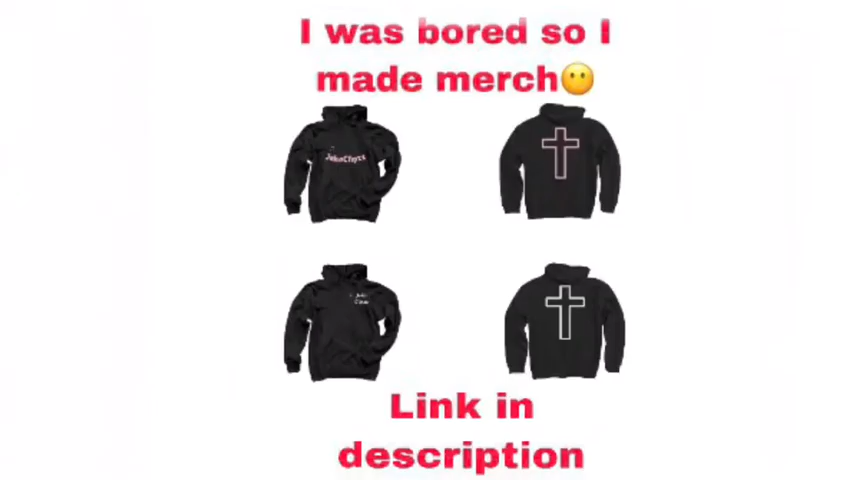 I was bored so I
made merch😶
Link in
description